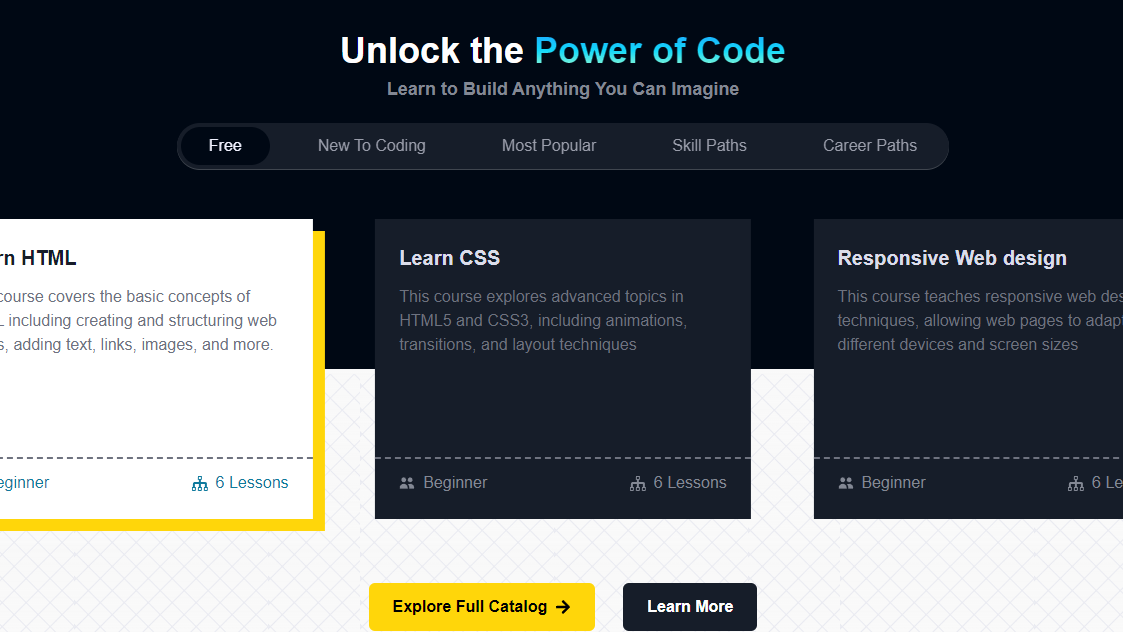 Unlock the Power of Code
Learn to Build Anything You Can Imagine
Free New To Coding Most Popular Skill Paths Career Paths
rn HTML
course covers the basic concepts of
including creating and structuring web
s, adding text, links, images, and more.
eginner 6 Lessons
Learn CSS
This course explores advanced topics in
HTML5 and CSS3, including animations,
transitions, and layout techniques
Beginner 6 Lessons
Responsive Web design
This course teaches responsive web des
techniques, allowing web pages to adapt
different devices and screen sizes
Beginner 6 Le
Explore Full Catalog
Learn More